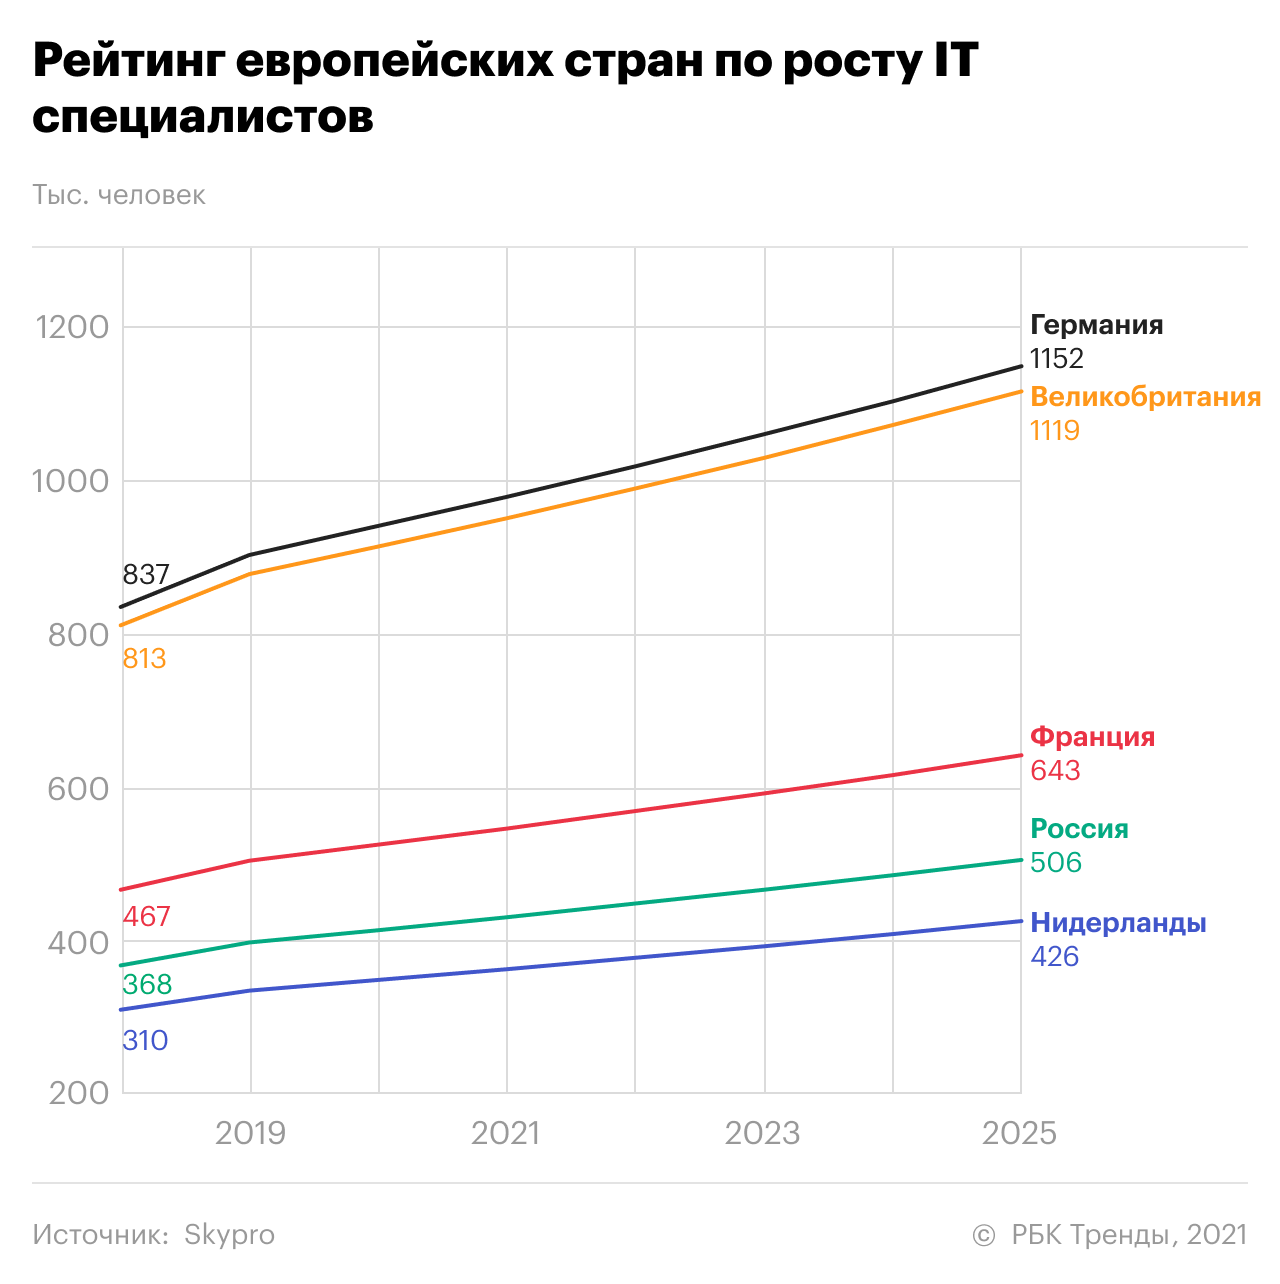 Рейтинг европейских стран по росту IT
специалистов
Тыс. человек
1200
1000
800
600
400
200
837
813
467
368
310
Германия
1152
Великобритания
1119
Франция
643
Россия
506
Нидерланды
426
2019 2021 2023 2025
Источник: Skypro
© РБК Тренды, 2021